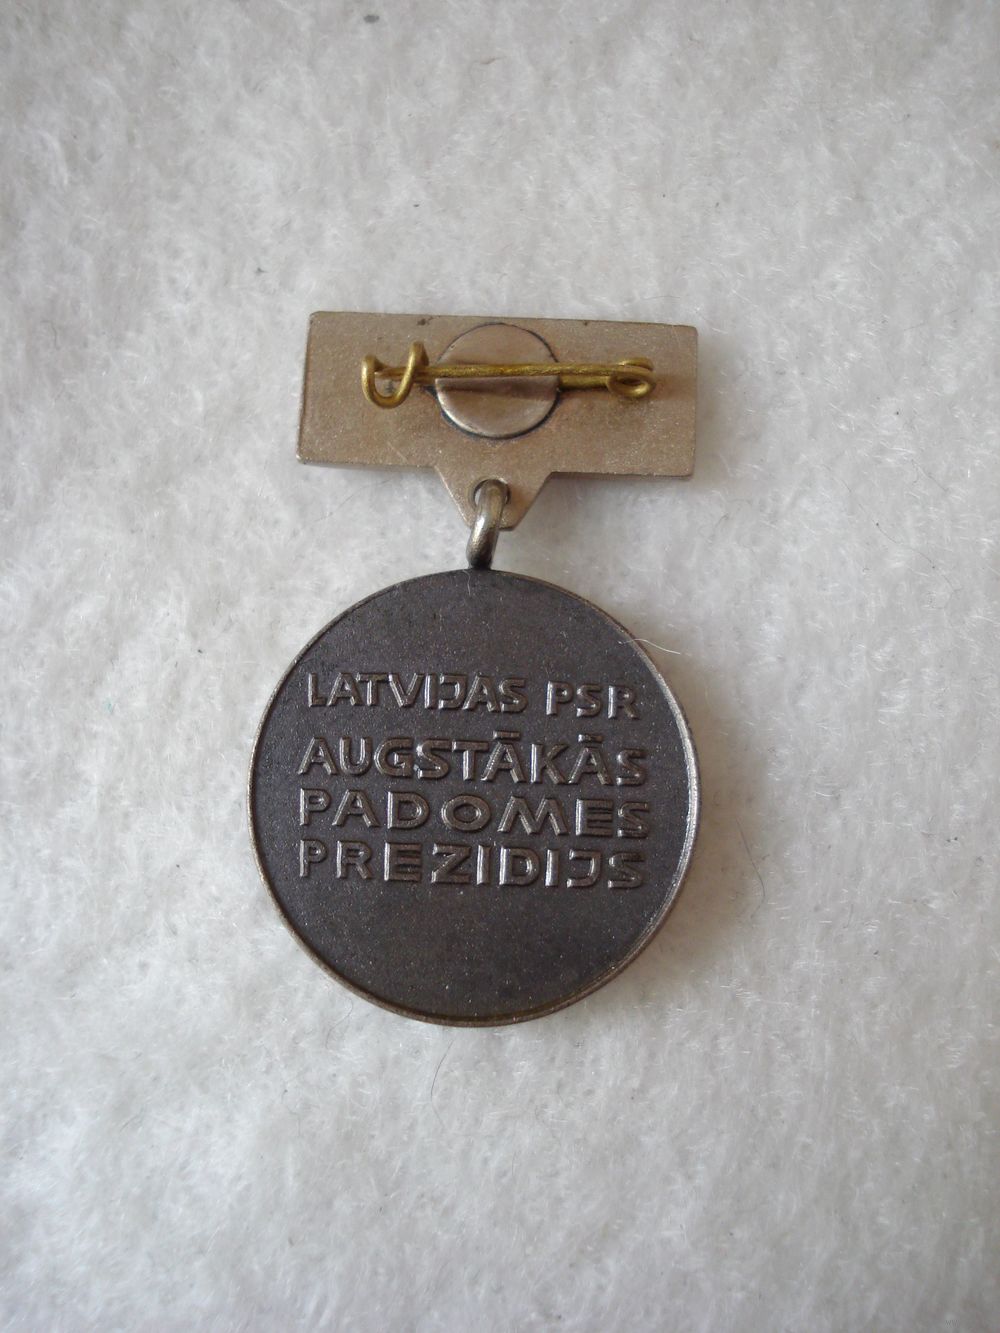 LATVIJAS PSR
AUGSTĀKĀS
PADOMES
PREZIDIJS